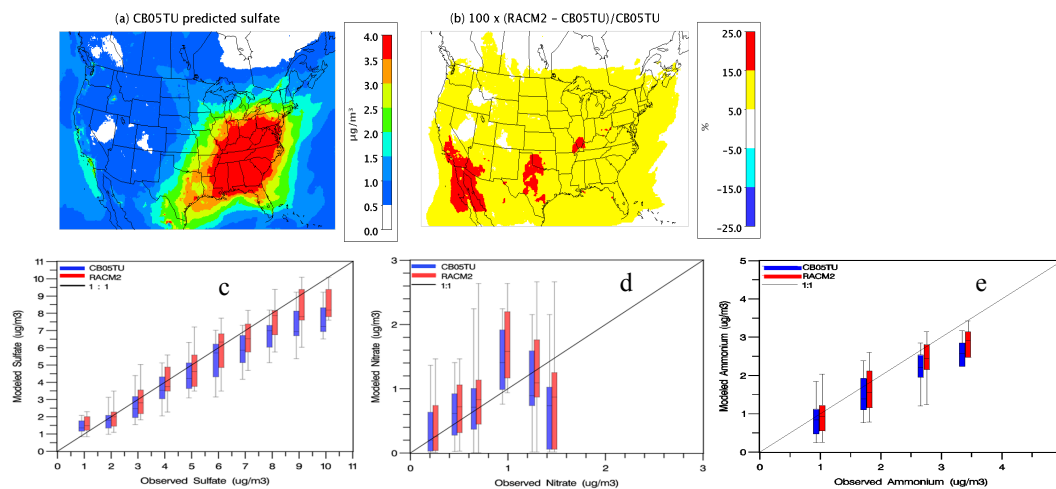 (a) CB05TU predicted sulfate
4.0
3.5
3.0
2.5
2.0
1.5
1.0
0.5
0.0
µg/m³
(b) 100 x (RACM2 – CB05TU)/CB05TU
25.0
15.0
5.0
-5.0
-15.0
-25.0
%
11
10
9
8
7
6
5
4
3
2
1
0
Modeled Sulfate (ug/m3)
CB05TU
RACM2
1 : 1
c
0 1 2 3 4 5 6 7 8 9 10 11
Observed Sulfate (ug/m3)
3
2
1
0
Modeled Nitrate (ug/m3)
CB05TU
RACM2
1:1
d
0 1 2 3
Observed Nitrate (ug/m3)
5
4
3
2
1
0
Modeled Ammonium (ug/m3)
CB05TU
RACM2
1:1
e
0 1 2 3 4
Observed Ammonium (ug/m3)